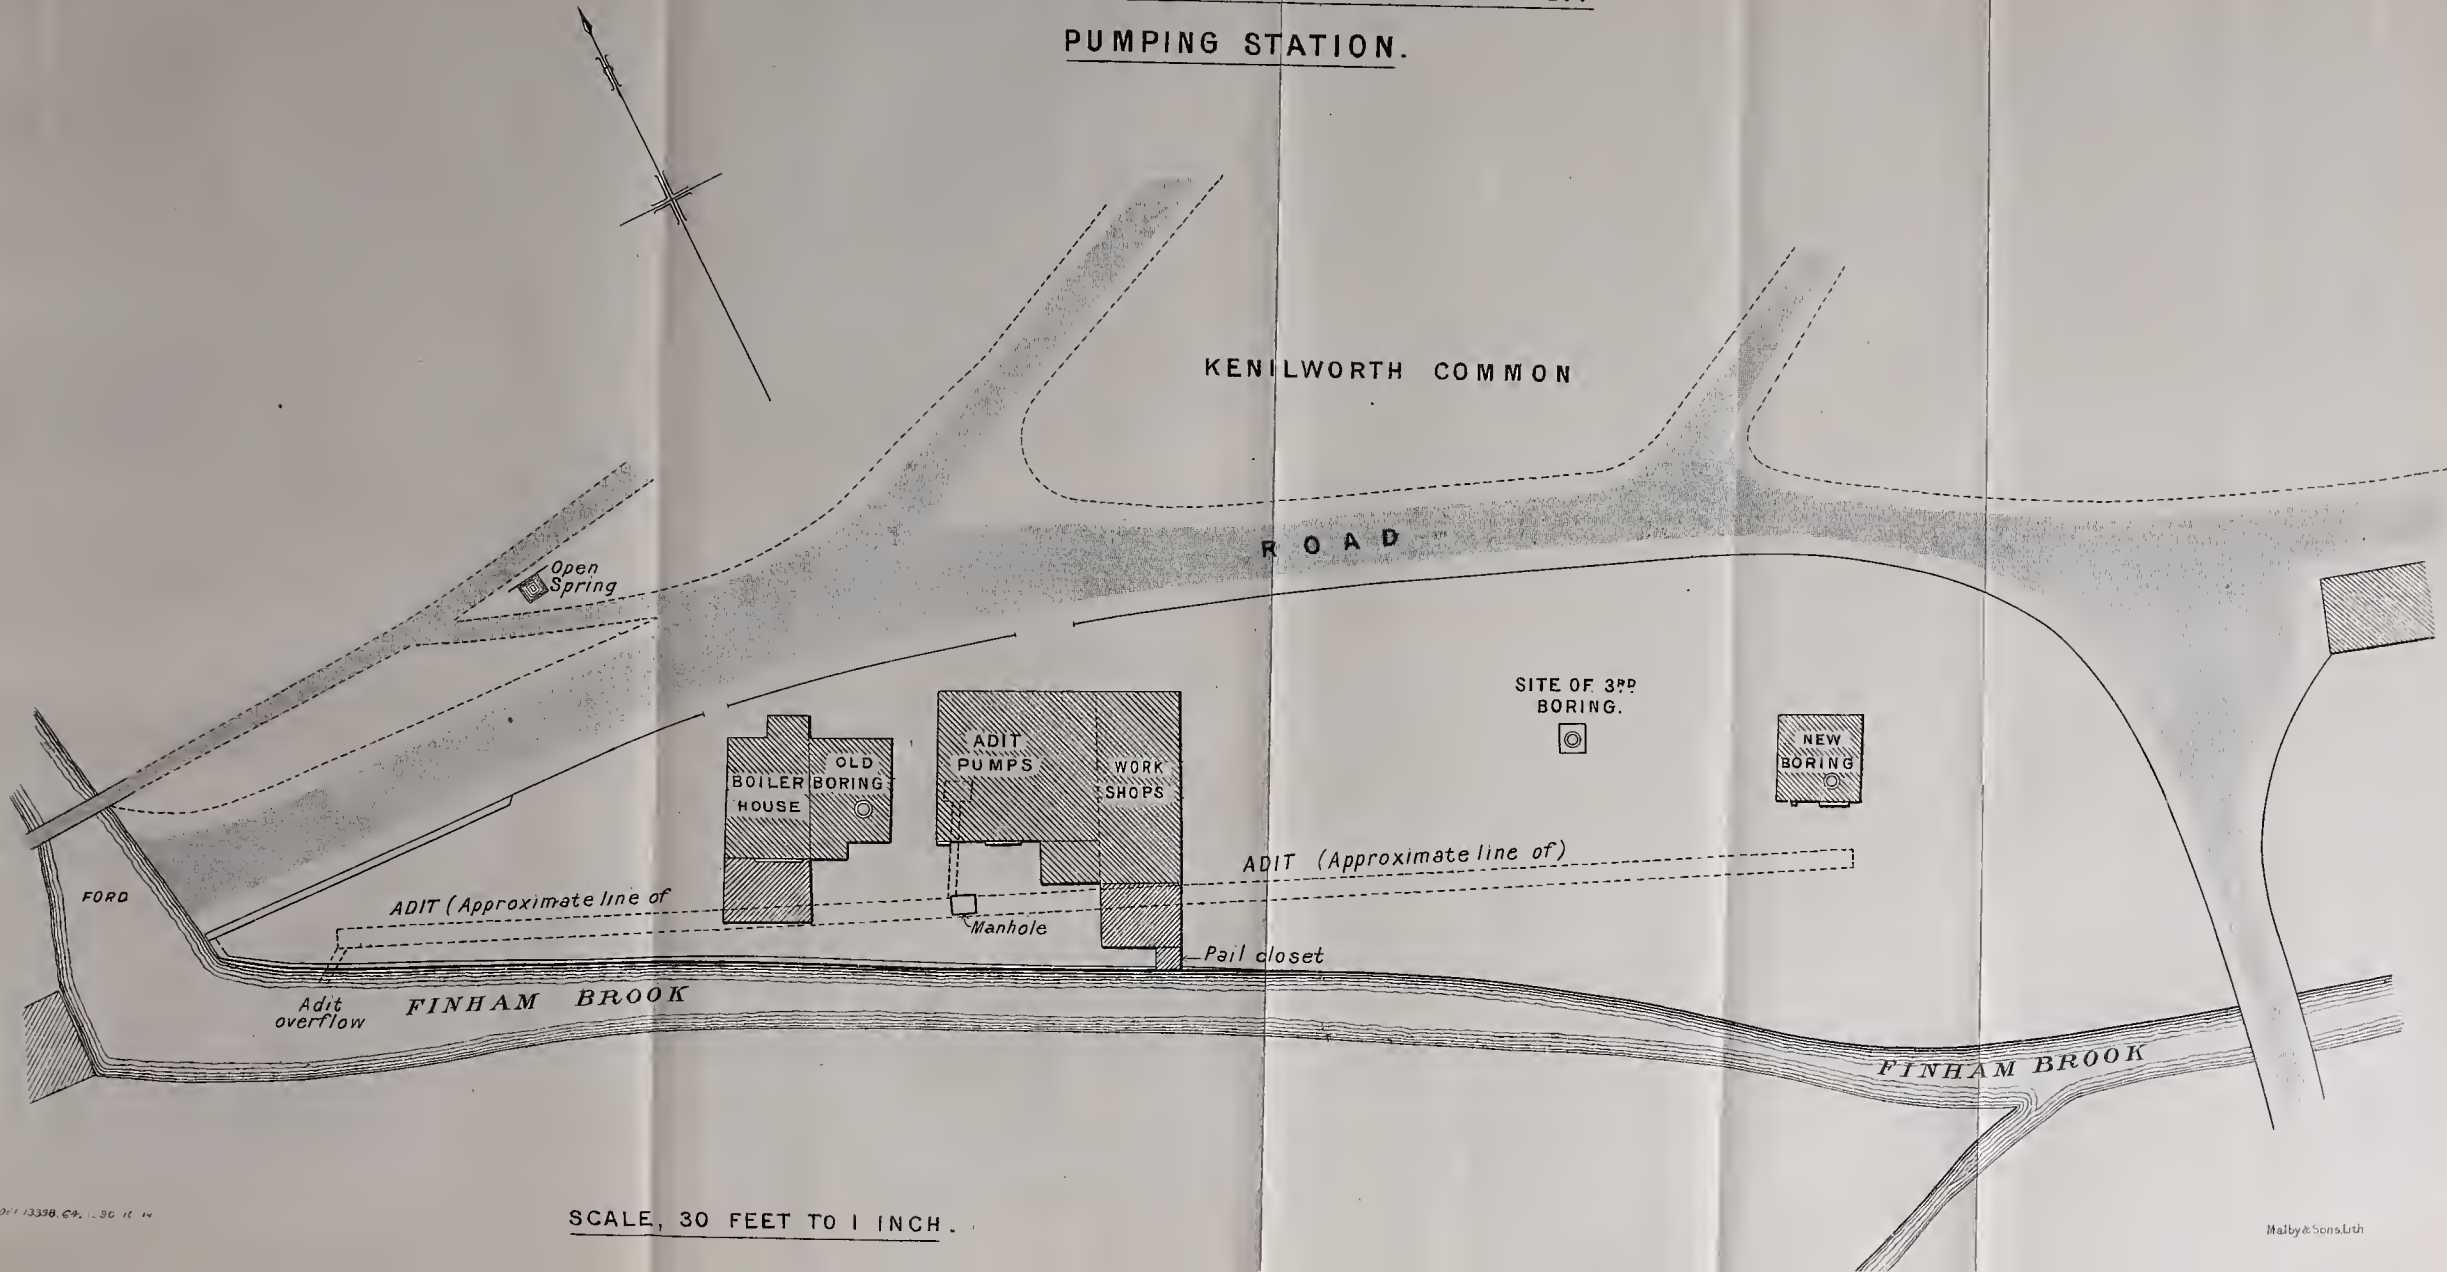 PUMPING STATION.
KENILWORTH COMMON
ROAD
Open
Spring
SITE OF 3RD
BORING.
ADIT
PUMPS
WORK
SHOPS
OLD
BORING
BOILER
HOUSE
NEW
BORING
ADIT (Approximate line of)
ADIT (Approximate line of
FORD
Manhole
Pail closet
Adit
overflow
FINHAM BROOK
FINHAM BROOK
SCALE, 30 FEET TO 1 INCH.
Malby & Sons, Lith